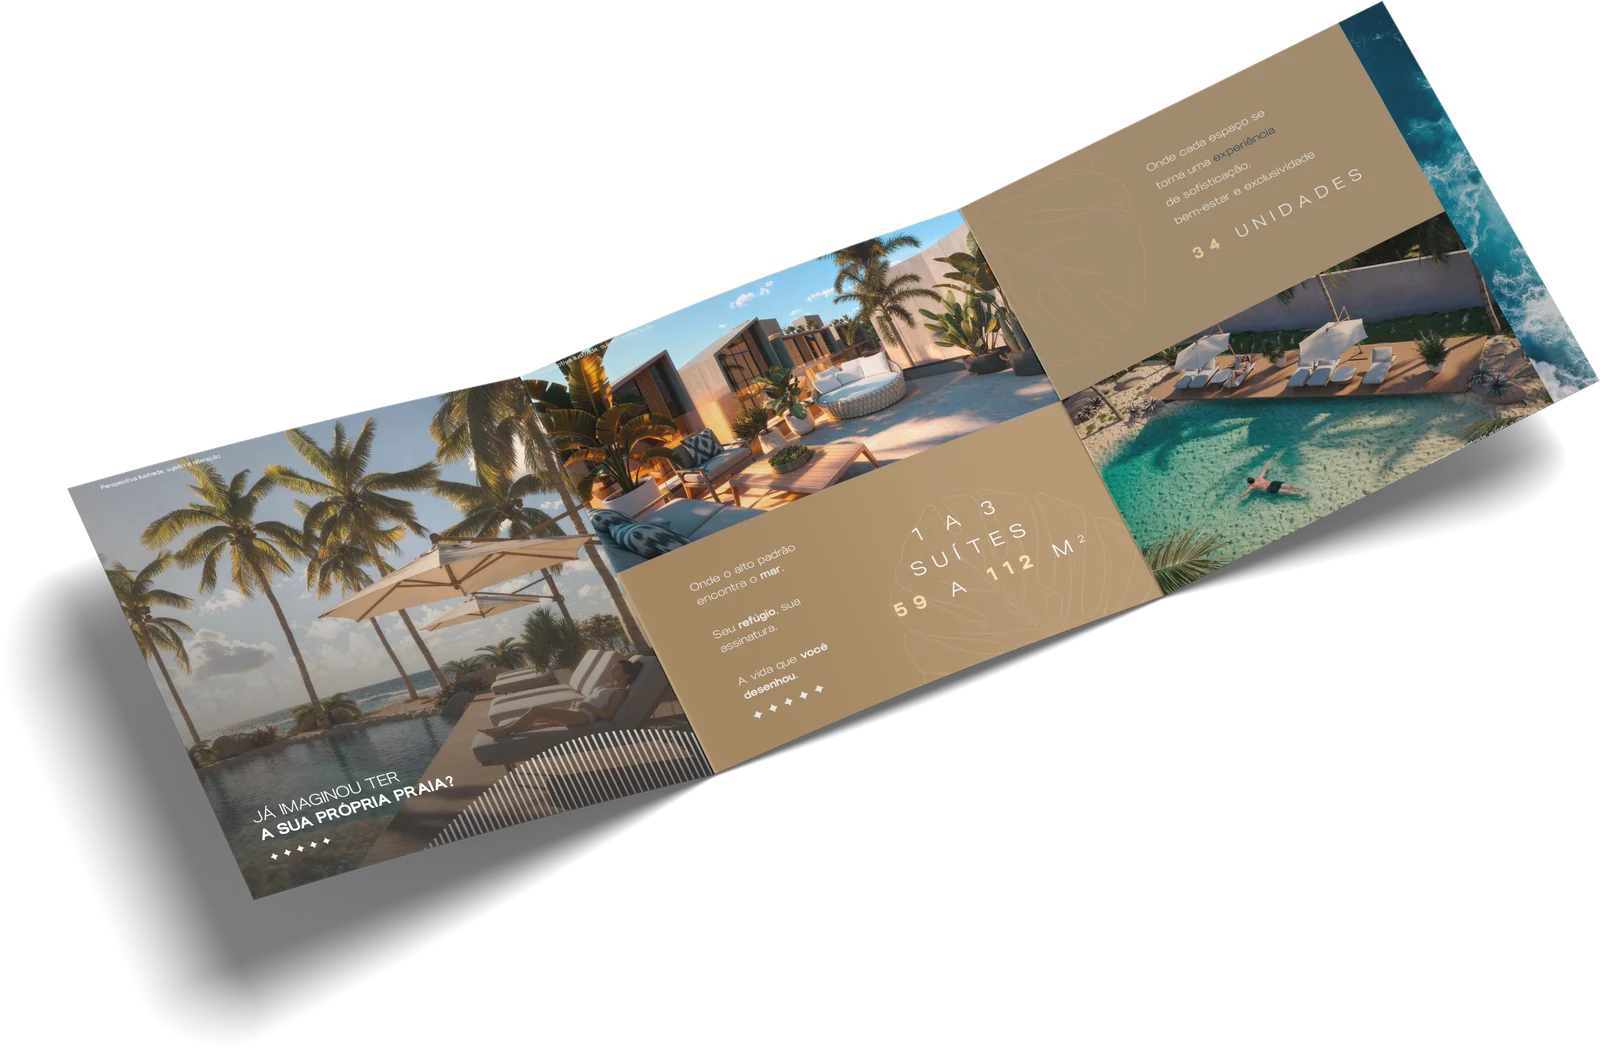 Perspectiva ilustrada, sujeito a alteração
JÁ IMAGINOU TER
A SUA PRÓPRIA PRAIA?
Onde o alto padrão
encontra o mar.
Seu refúgio, sua
assinatura.
A vida que você
desenhou.
1 A 3
SUÍTES
59 A 112 M²
Onde cada espaço se
torna uma experiência
de sofisticação,
bem-estar e exclusividade
34 UNIDADES